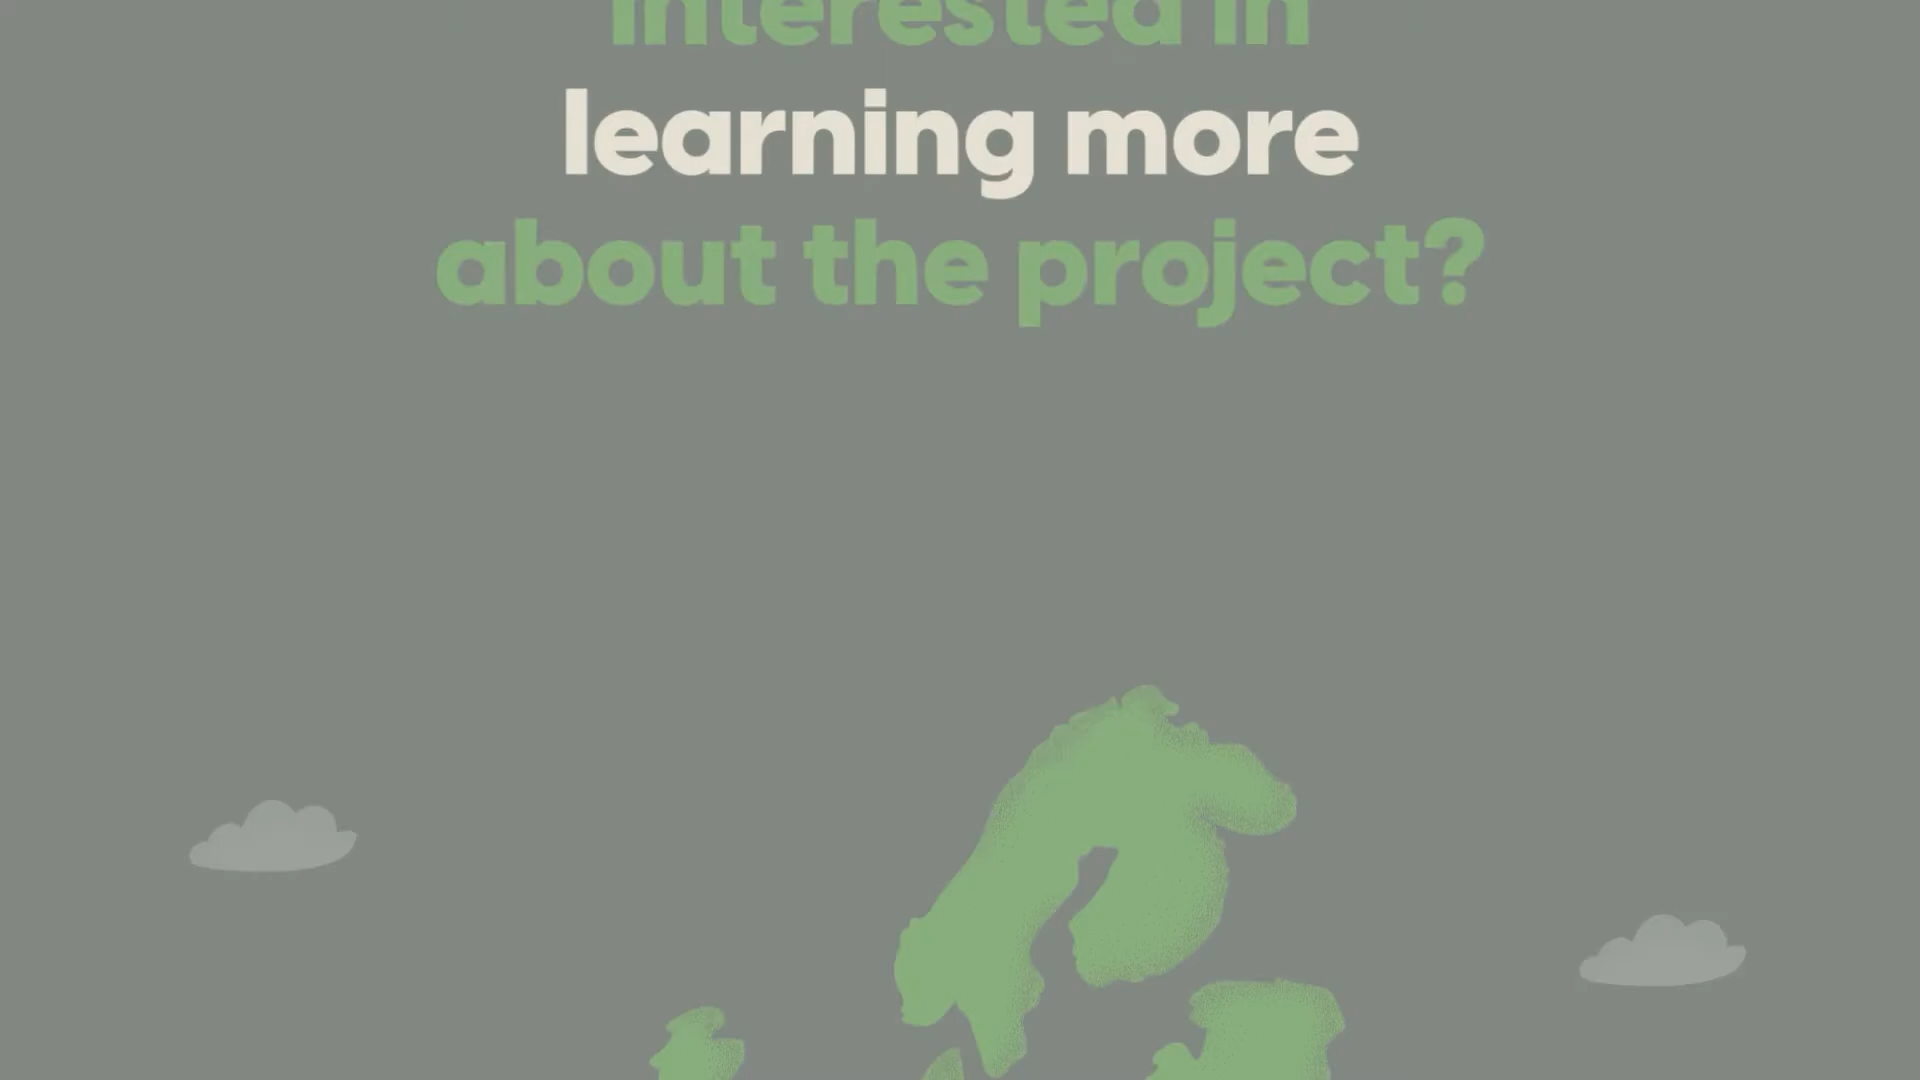 interested in
learning more
about the project?